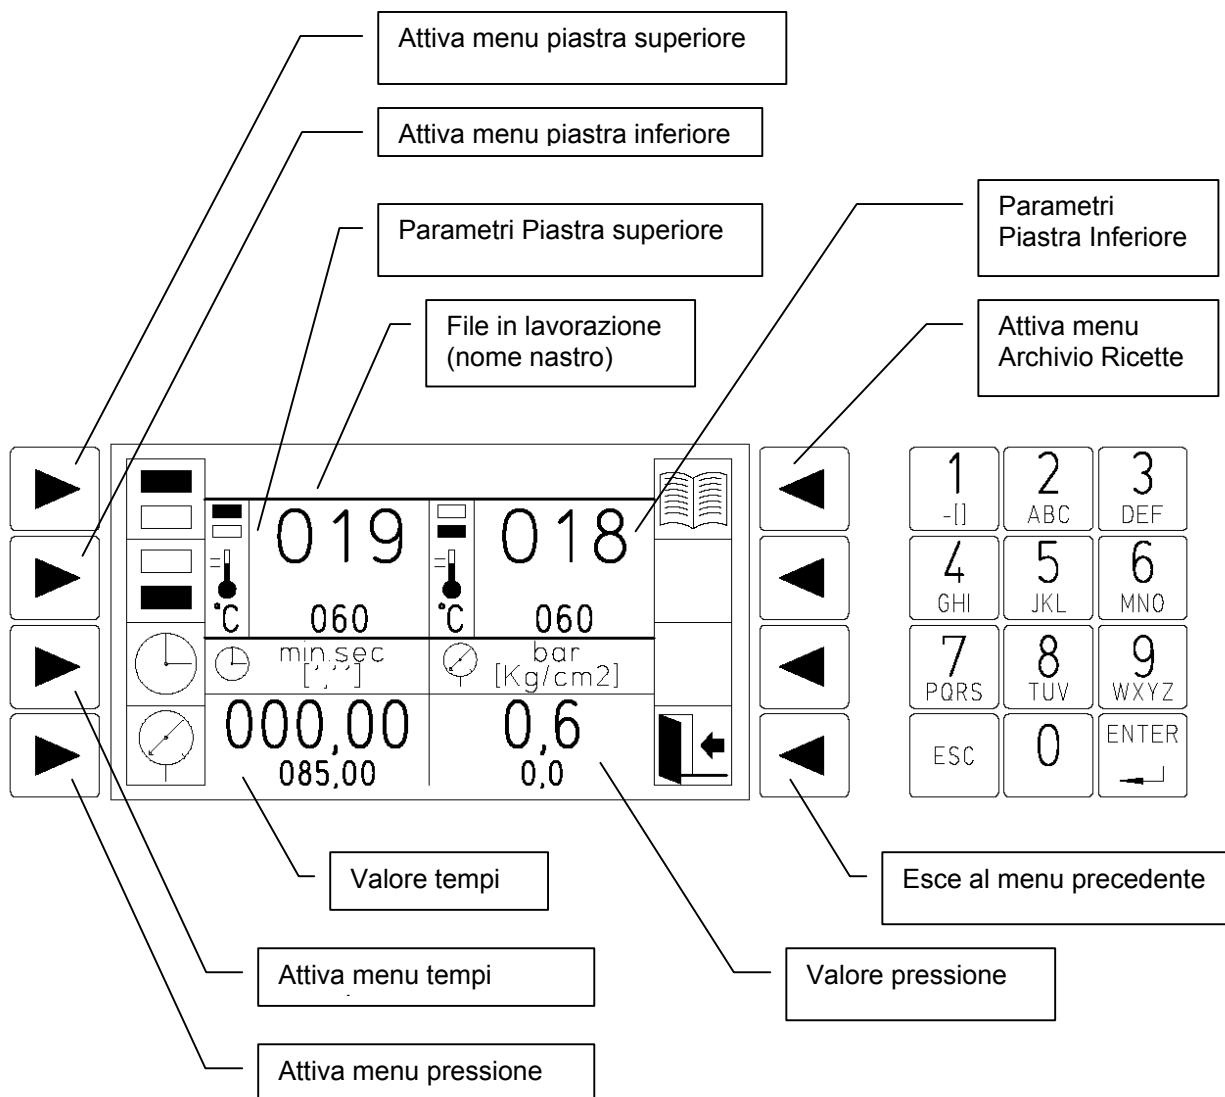 Attiva menu piastra superiore
Attiva menu piastra inferiore
Parametri Piastra superiore
Parametri
Piastra Inferiore
File in lavorazione
(nome nastro)
Attiva menu
Archivio Ricette
019
018
°C
060
°C
060
min.sec
[',"]
bar
[Kg/cm2]
000,00
0,6
085,00
0,0
1
-[]
2
ABC
3
DEF
4
GHI
5
JKL
6
MNO
7
PQRS
8
TUV
9
WXYZ
ESC
0
ENTER
Valore tempi
Esce al menu precedente
Attiva menu tempi
Valore pressione
Attiva menu pressione